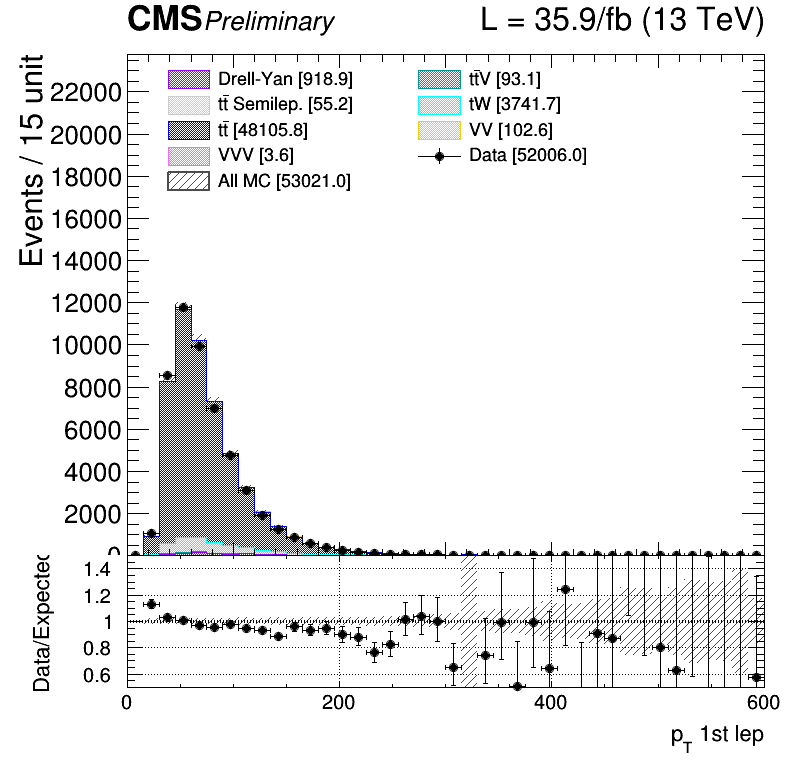 CMS Preliminary L = 35.9/fb (13 TeV)
Events / 15 unit
Drell-Yan [918.9]
tt̄ Semilep. [55.2]
tt̄ [48105.8]
VVV [3.6]
All MC [53021.0]
tt̄V [93.1]
tW [3741.7]
VV [102.6]
Data [52006.0]
22000
20000
18000
16000
14000
12000
10000
8000
6000
4000
2000
0
Data/Expected
1.4
1.2
1
0.8
0.6
0 200 400 600
p_T 1st lep